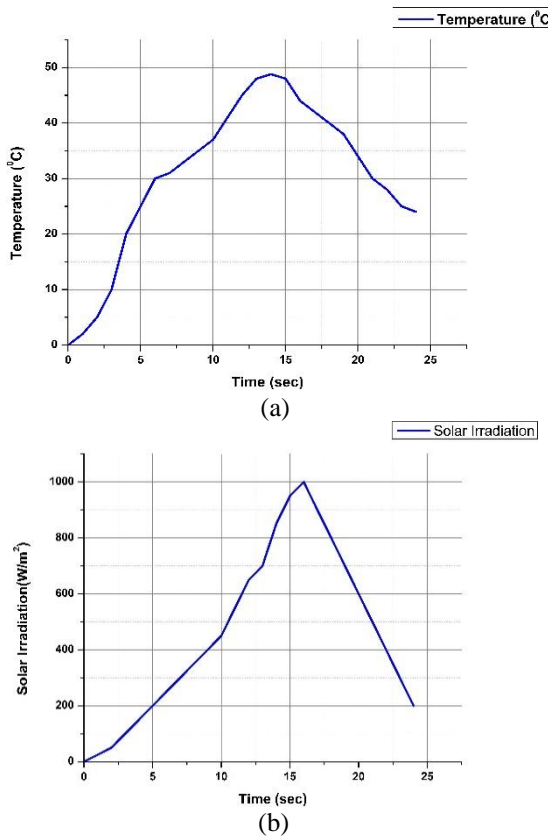 Temperature (⁰C
50
40
30
20
10
0
Temperature (⁰C)
0 5 10 15 20 25
Time (sec)
(a)
Solar Irradiation
1000
800
600
400
200
0
Solar Irradiation(W/m²)
0 5 10 15 20 25
Time (sec)
(b)